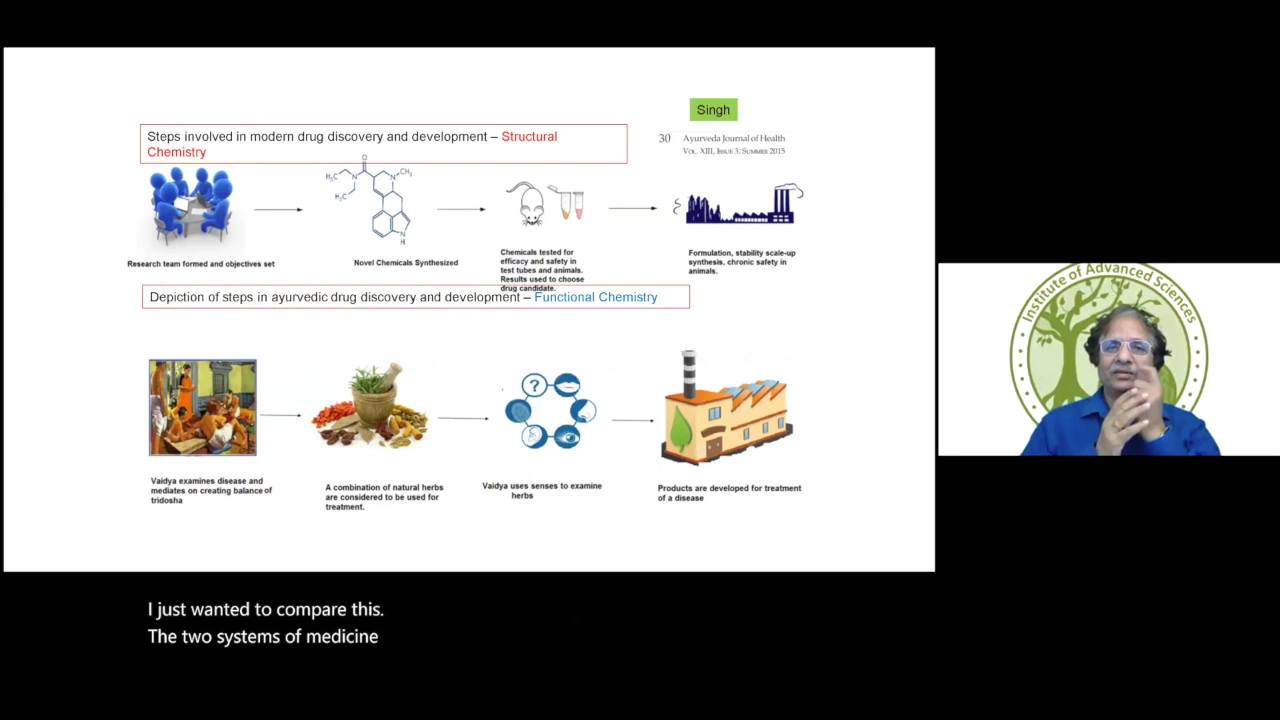 Singh
Steps involved in modern drug discovery and development – Structural
Chemistry
30 Ayurveda Journal of Health
Vol. XIII, Issue 3, Summer 2015
O
H₃C
N
N
CH₃
H₃C
N
H
Research team formed and objectives set
Novel Chemicals Synthesized
Chemicals tested for
efficacy and safety in
test tubes and animals.
Results used to choose
drug candidate.
Formulation, stability scale-up
synthesis, chronic safety in
animals.
Depiction of steps in ayurvedic drug discovery and development – Functional Chemistry
?
Vaidya examines disease and
mediates on creating balance of
tridosha
A combination of natural herbs
are considered to be used for
treatment.
Vaidya uses senses to examine
herbs
Products are developed for treatment
of a disease
Institute of Advanced Sciences
I just wanted to compare this.
The two systems of medicine